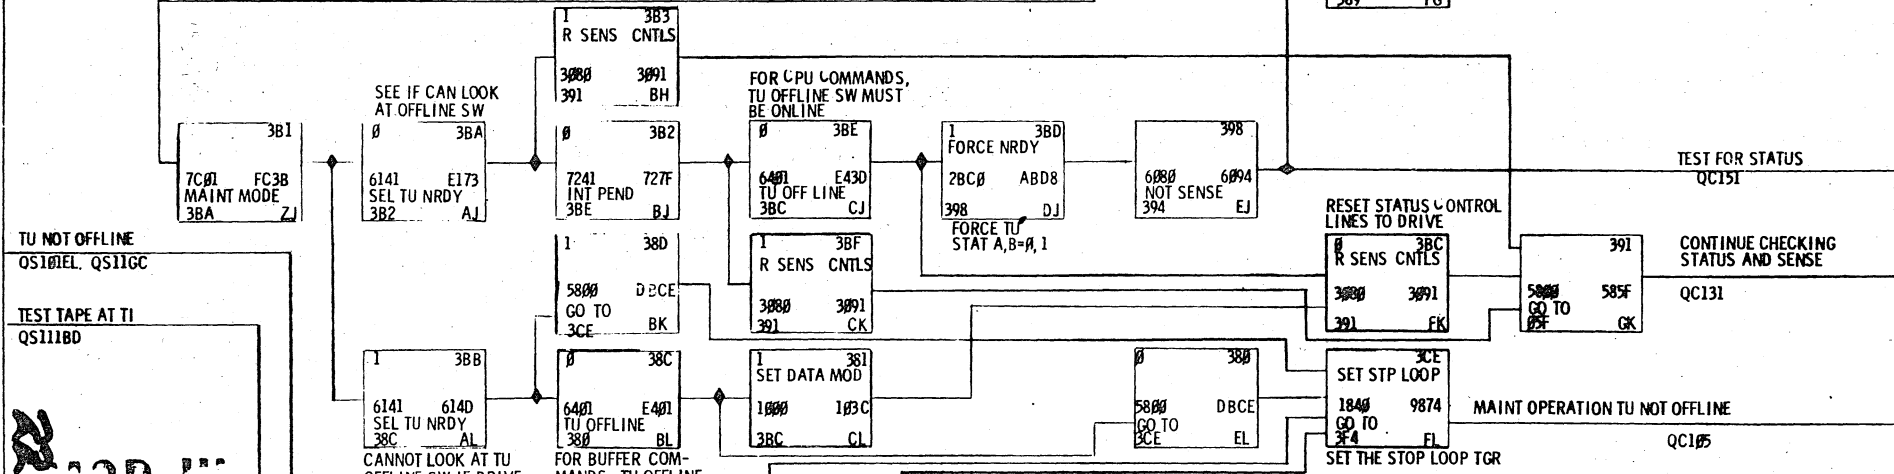 1 3B3
R SENS CNTLS
3080 3091
391 BH
SEE IF CAN LOOK
AT OFFLINE SW
FOR CPU COMMANDS,
TU OFFLINE SW MUST
BE ONLINE
3B1
7C01 FC3B
MAINT MODE
3BA ZJ
0 3BA
6141 E173
SEL TU NRDY
3B2 AJ
0 3B2
7241 727F
INT PEND
3BE BJ
0 3BE
6401 E43D
TU OFF LINE
3BC CJ
1 3BD
FORCE NRDY
2BC0 ABD8
398 DJ
FORCE TU
STAT A,B=0,1
398
6080 6094
NOT SENSE
394 EJ
TEST FOR STATUS
QC151
RESET STATUS CONTROL
LINES TO DRIVE
TU NOT OFFLINE
QS101EL, QS11GC
1 38D
5800 DBCE
GO TO
3CE BK
1 3BF
R SENS CNTLS
3080 3091
391 CK
0 3BC
R SENS CNTLS
3080 3091
391 FK
391
5800 585F
GO TO
05F GK
CONTINUE CHECKING
STATUS AND SENSE
QC131
TEST TAPE AT TI
QS111BD
1 3BB
6141 614D
SEL TU NRDY
38C AL
CANNOT LOOK AT TU
0 38C
6401 E401
TU OFFLINE
380 BL
FOR BUFFER COM-
1 381
SET DATA MOD
1000 103C
3BC CL
0 380
5800 DBCE
GO TO
3CE EL
3CE
SET STP LOOP
1840 9874
GO TO
3F4 FL
SET THE STOP LOOP TGR
MAINT OPERATION TU NOT OFFLINE
QC105